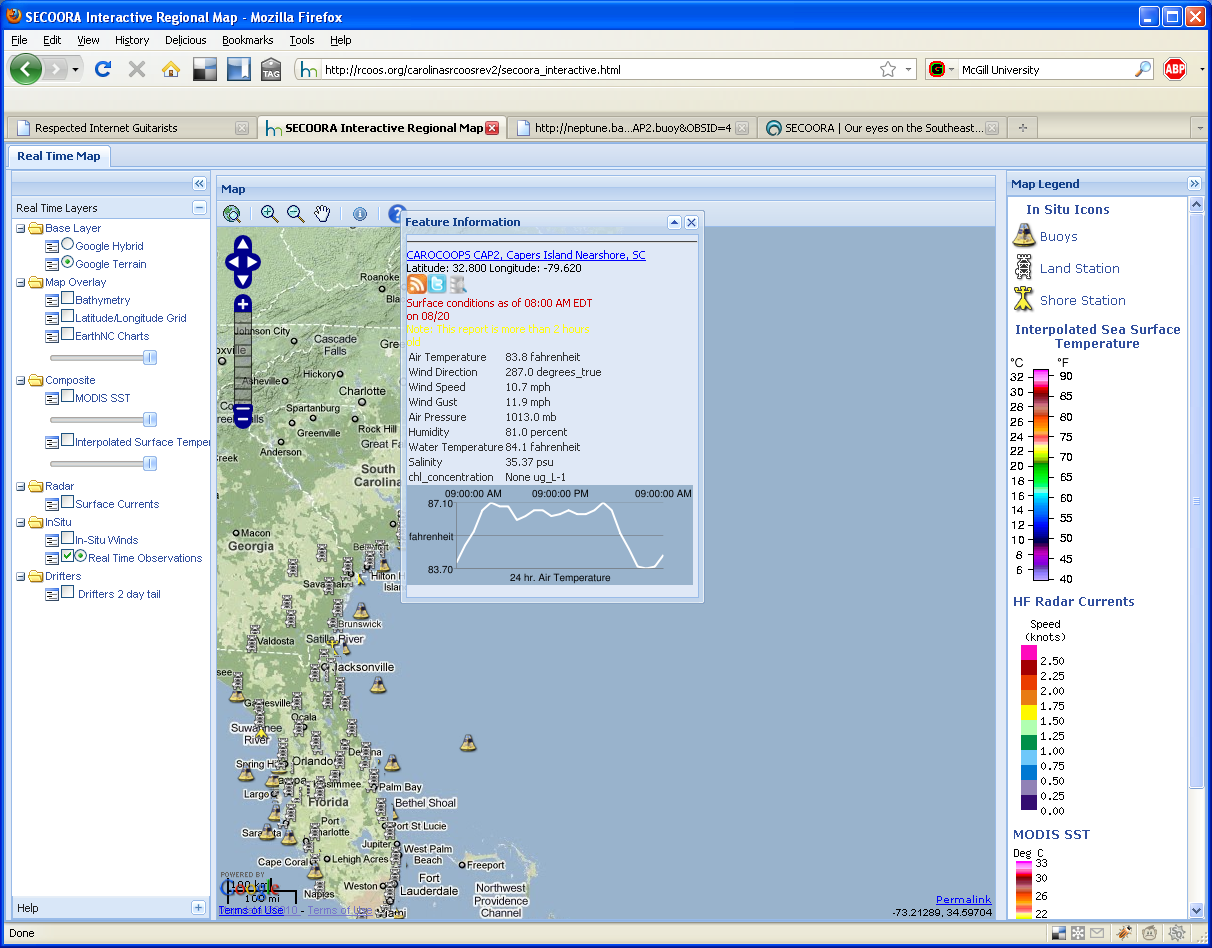 SECOORA Interactive Regional Map - Mozilla Firefox
File Edit View History Delicious Bookmarks Tools Help
TAG http://rcoos.org/carolinasrcoosrev2/secoora_interactive.html McGill University ABP
Respected Internet Guitarists SECOORA Interactive Regional Map http://neptune.ba...AP2.buoy&OBSID=4 SECOORA | Our eyes on the Southeast...
Real Time Map
Real Time Layers
Base Layer
Google Hybrid
Google Terrain
Map Overlay
Bathymetry
Latitude/Longitude Grid
EarthNC Charts
Composite
MODIS SST
Interpolated Surface Temper
Radar
Surface Currents
InSitu
In-Situ Winds
Real Time Observations
Drifters
Drifters 2 day tail
Help
Map
Feature Information
CAROCOOPS CAP2, Capers Island Nearshore, SC
Latitude: 32.800 Longitude: -79.620
Surface conditions as of 08:00 AM EDT
on 08/20
Air Temperature 83.8 fahrenheit
Wind Direction 287.0 degrees_true
Wind Speed 10.7 mph
Wind Gust 11.9 mph
Air Pressure 1013.0 mb
Humidity 81.0 percent
Water Temperature 84.1 fahrenheit
Salinity 35.37 psu
chl_concentration None ug_L-1
09:00:00 AM 09:00:00 PM 09:00:00 AM
87.10
fahrenheit
83.70
24 hr. Air Temperature
Roanoke
Johnson City
Cascade
Falls
Hickory
Asheville
Charlotte
Spartanburg
Greenville
Rock Hill
Anderson
Great Fa
South
Carolina
Macon
Georgia
Hilton
Island
Brunswick
Satilla River
Valdosta
Jacksonville
Gainesville
Ocala
Suwannee
River
Orlando
Spring H
Palm Bay
Largo
Florida
Bethel Shoal
Port
Charlotte
Port St Lucie
Jupiter
West Palm
Beach
Cape Coral
Lehigh Acres
Freeport
Fort
Lauderdale
Weston
Naples
Northwest
Providence
Channel
Miami
POWERED BY
Google
100 km
100 mi
Terms of Use
Permalink
-73.21289, 34.59704
Map Legend
In Situ Icons
Buoys
Land Station
Shore Station
Interpolated Sea Surface
Temperature
°C °F
32 90
30 85
28 80
26 75
24 70
22 65
20 60
18 55
16 50
14 45
12 40
10
8
6
HF Radar Currents
Speed
(knots)
2.50
2.25
2.00
1.75
1.50
1.25
1.00
0.75
0.50
0.25
0.00
MODIS SST
Deg C
33
30
26
22
Done